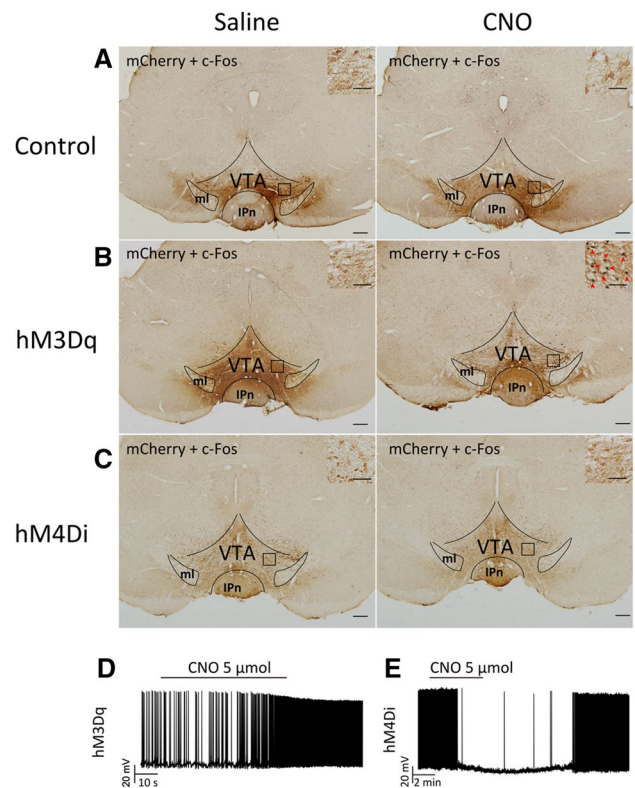 Saline
CNO
A
mCherry + c-Fos
mCherry + c-Fos
Control
VTA
ml
IPn
VTA
ml
IPn
B
mCherry + c-Fos
mCherry + c-Fos
hM3Dq
VTA
ml
IPn
VTA
ml
IPn
C
mCherry + c-Fos
mCherry + c-Fos
hM4Di
VTA
ml
IPn
VTA
ml
IPn
D
CNO 5 μmol
hM3Dq
20 mV
10 s
E
CNO 5 μmol
hM4Di
20 mV
2 min